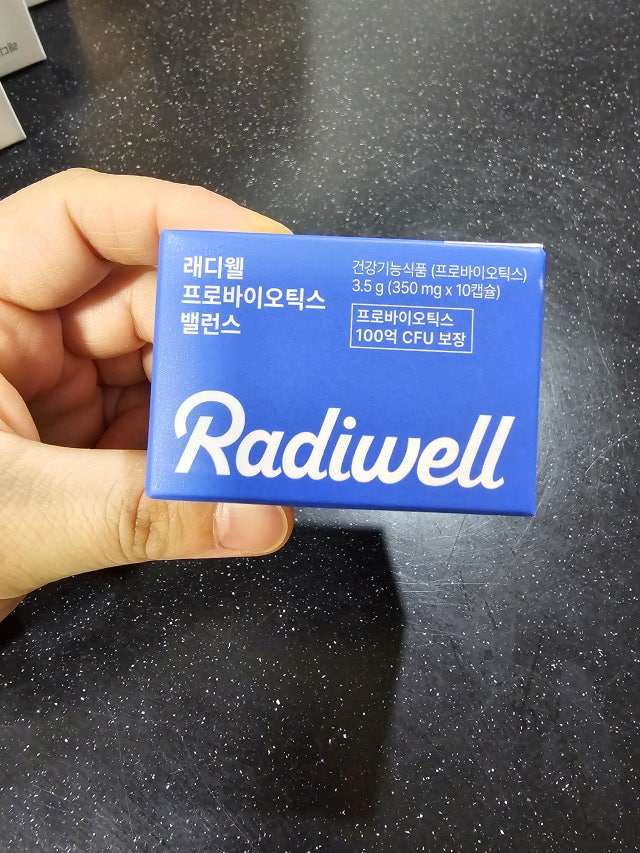 래디웰
프로바이오틱스
밸런스
건강기능식품 (프로바이오틱스)
3.5 g (350 mg x 10캡슐)
프로바이오틱스
100억 CFU 보장
Radiwell